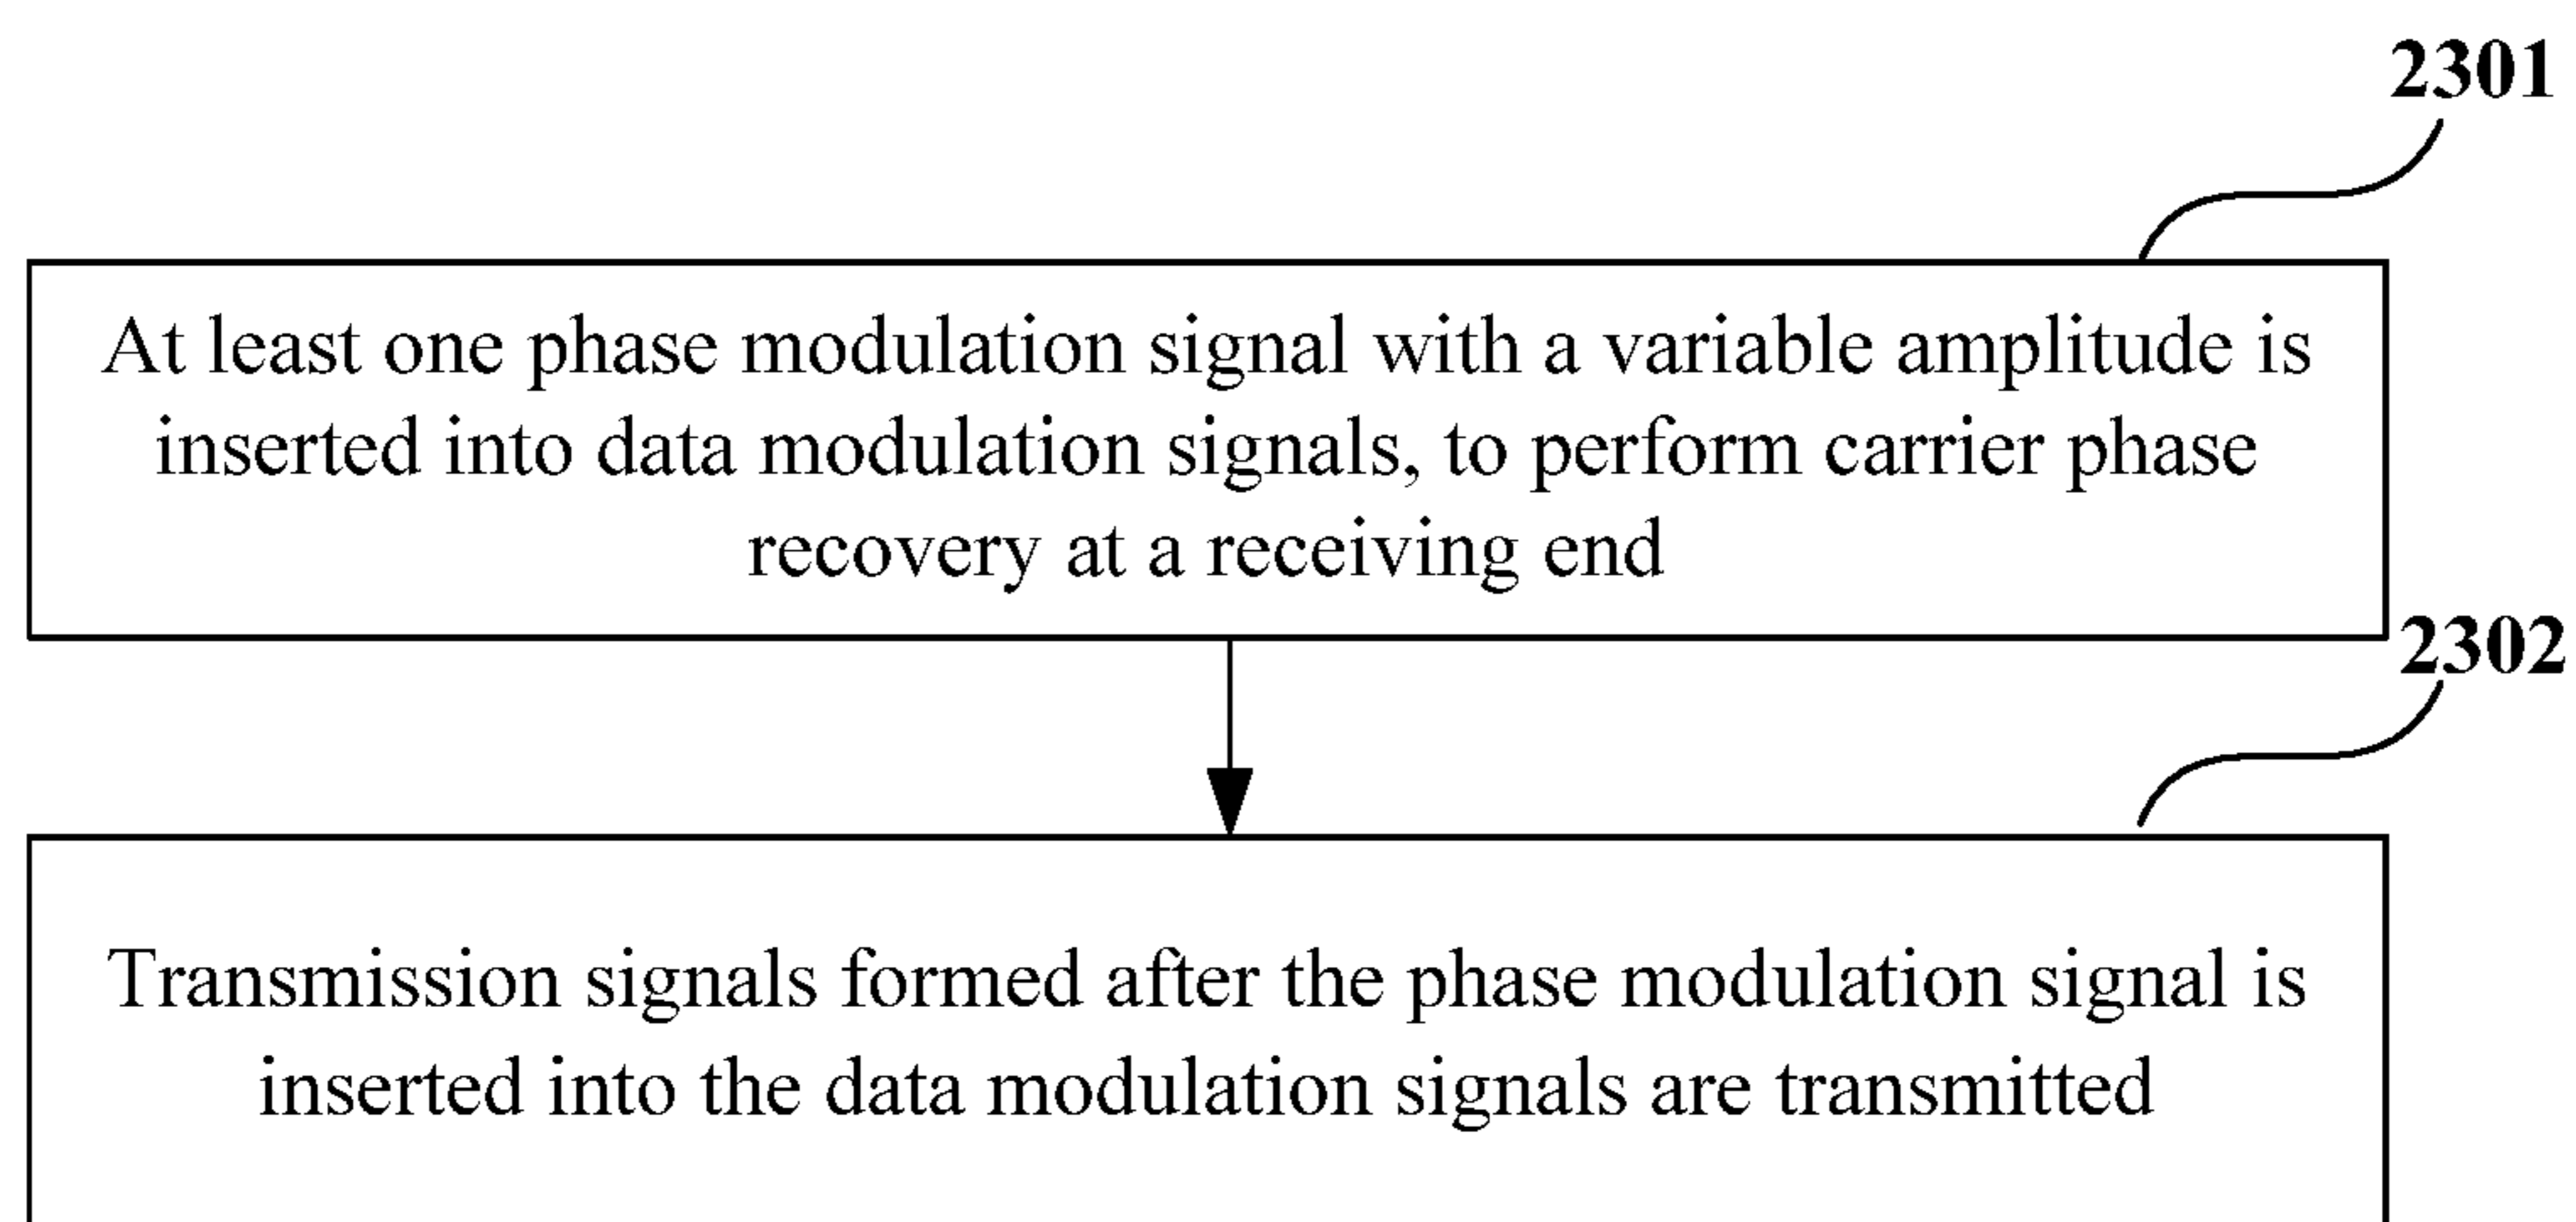 2301
At least one phase modulation signal with a variable amplitude is
inserted into data modulation signals, to perform carrier phase
recovery at a receiving end
2302
Transmission signals formed after the phase modulation signal is
inserted into the data modulation signals are transmitted